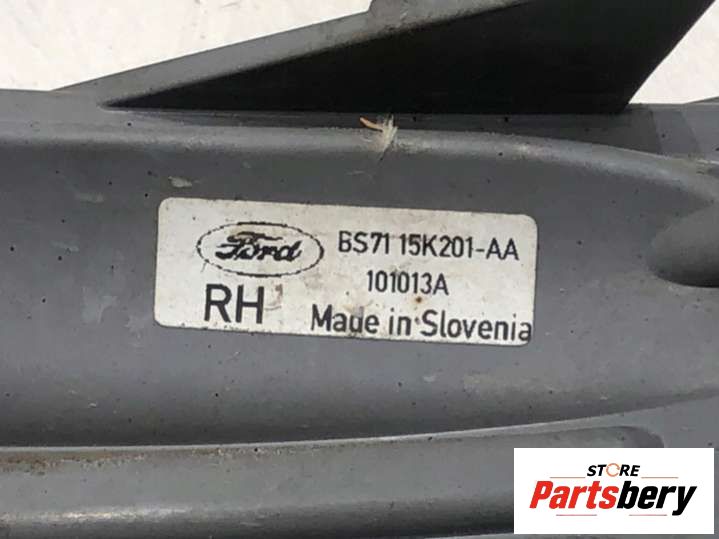 Ford
BS71 15K201-AA
101013A
RH
Made in Slovenia
STORE
Partsbery